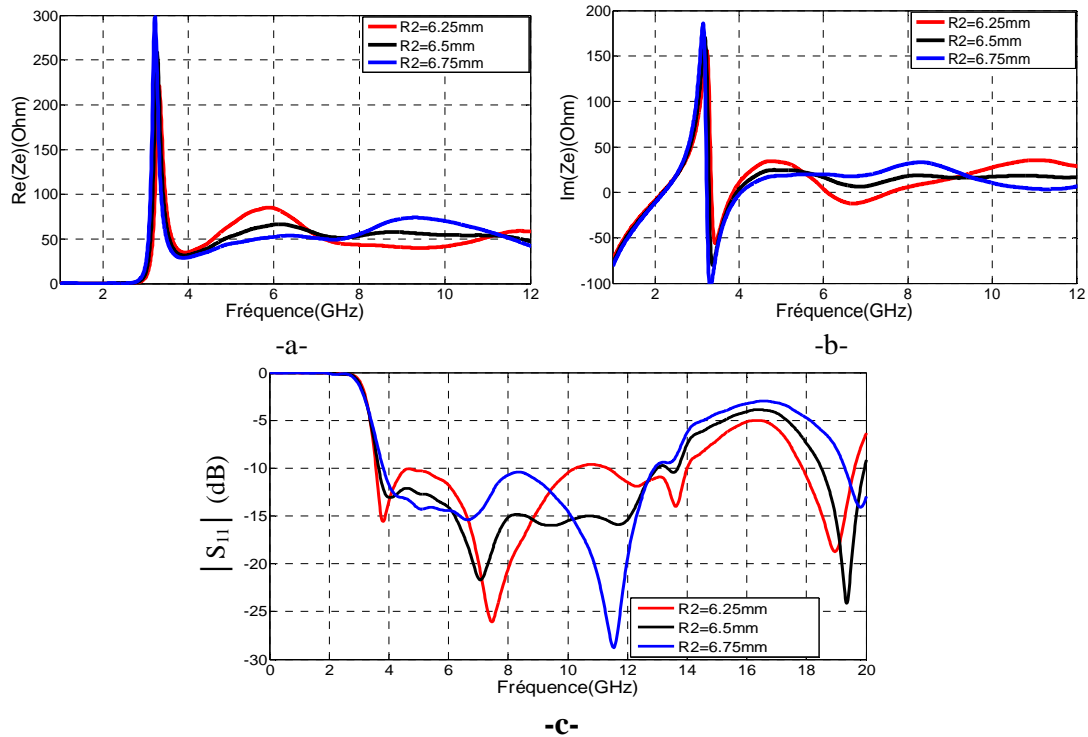 300
250
200
150
100
50
0
Re(Ze)(Ohm)
2 4 6 8 10 12
Fréquence(GHz)
R2=6.25mm
R2=6.5mm
R2=6.75mm
-a-
200
150
100
50
0
-50
-100
Im(Ze)(Ohm)
2 4 6 8 10 12
Fréquence(GHz)
R2=6.25mm
R2=6.5mm
R2=6.75mm
-b-
0
-5
-10
-15
-20
-25
-30
|S11| (dB)
0 2 4 6 8 10 12 14 16 18 20
Fréquence(GHz)
R2=6.25mm
R2=6.5mm
R2=6.75mm
-c-